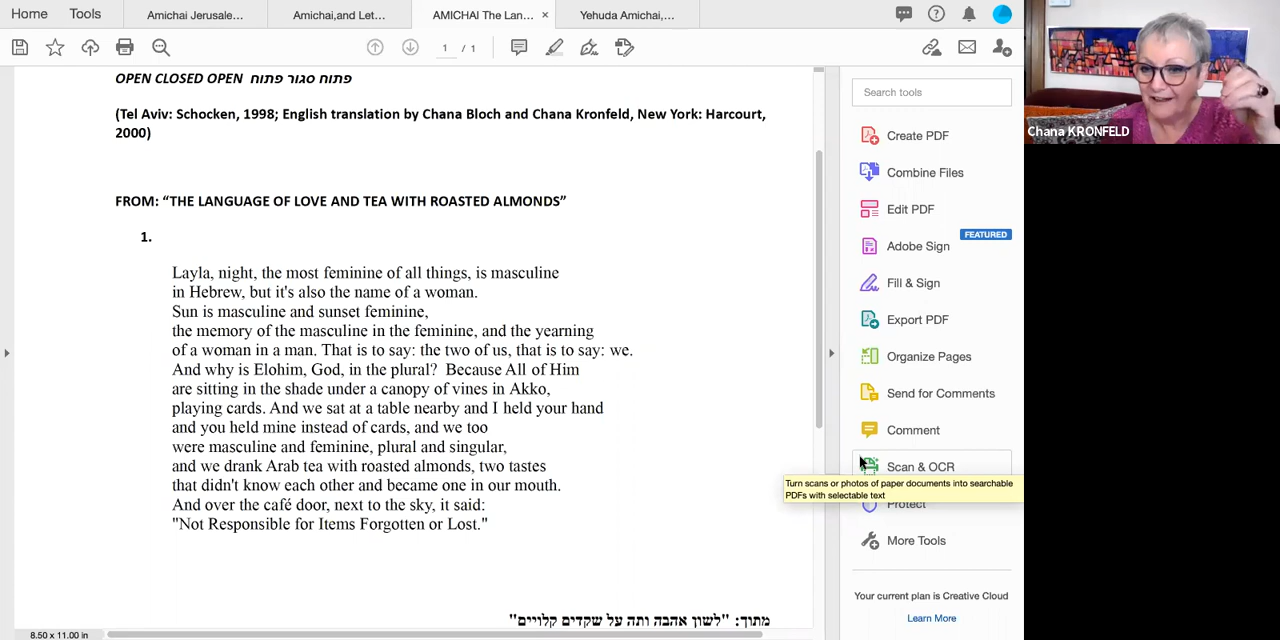 Home
Tools
Amichai Jerusale...
Amichai,and Let...
AMICHAI The Lan...
×
Yehuda Amichai,...
1 / 1
OPEN CLOSED OPEN פתוח סגור פתוח
(Tel Aviv: Schocken, 1998; English translation by Chana Bloch and Chana Kronfeld, New York: Harcourt,
2000)
FROM: “THE LANGUAGE OF LOVE AND TEA WITH ROASTED ALMONDS”
1.
Layla, night, the most feminine of all things, is masculine
in Hebrew, but it's also the name of a woman.
Sun is masculine and sunset feminine,
the memory of the masculine in the feminine, and the yearning
of a woman in a man. That is to say: the two of us, that is to say: we.
And why is Elohim, God, in the plural? Because All of Him
are sitting in the shade under a canopy of vines in Akko,
playing cards. And we sat at a table nearby and I held your hand
and you held mine instead of cards, and we too
were masculine and feminine, plural and singular,
and we drank Arab tea with roasted almonds, two tastes
that didn't know each other and became one in our mouth.
And over the café door, next to the sky, it said:
"Not Responsible for Items Forgotten or Lost."
מתוך: "לשון אהבה ותה על שקדים קלויים"
8.50 x 11.00 in
Search tools
Create PDF
Combine Files
Edit PDF
FEATURED
Adobe Sign
Fill & Sign
Export PDF
Organize Pages
Send for Comments
Comment
Scan & OCR
Turn scans or photos of paper documents into searchable
PDFs with selectable text
Protect
More Tools
Your current plan is Creative Cloud
Learn More
Chana KRONFELD